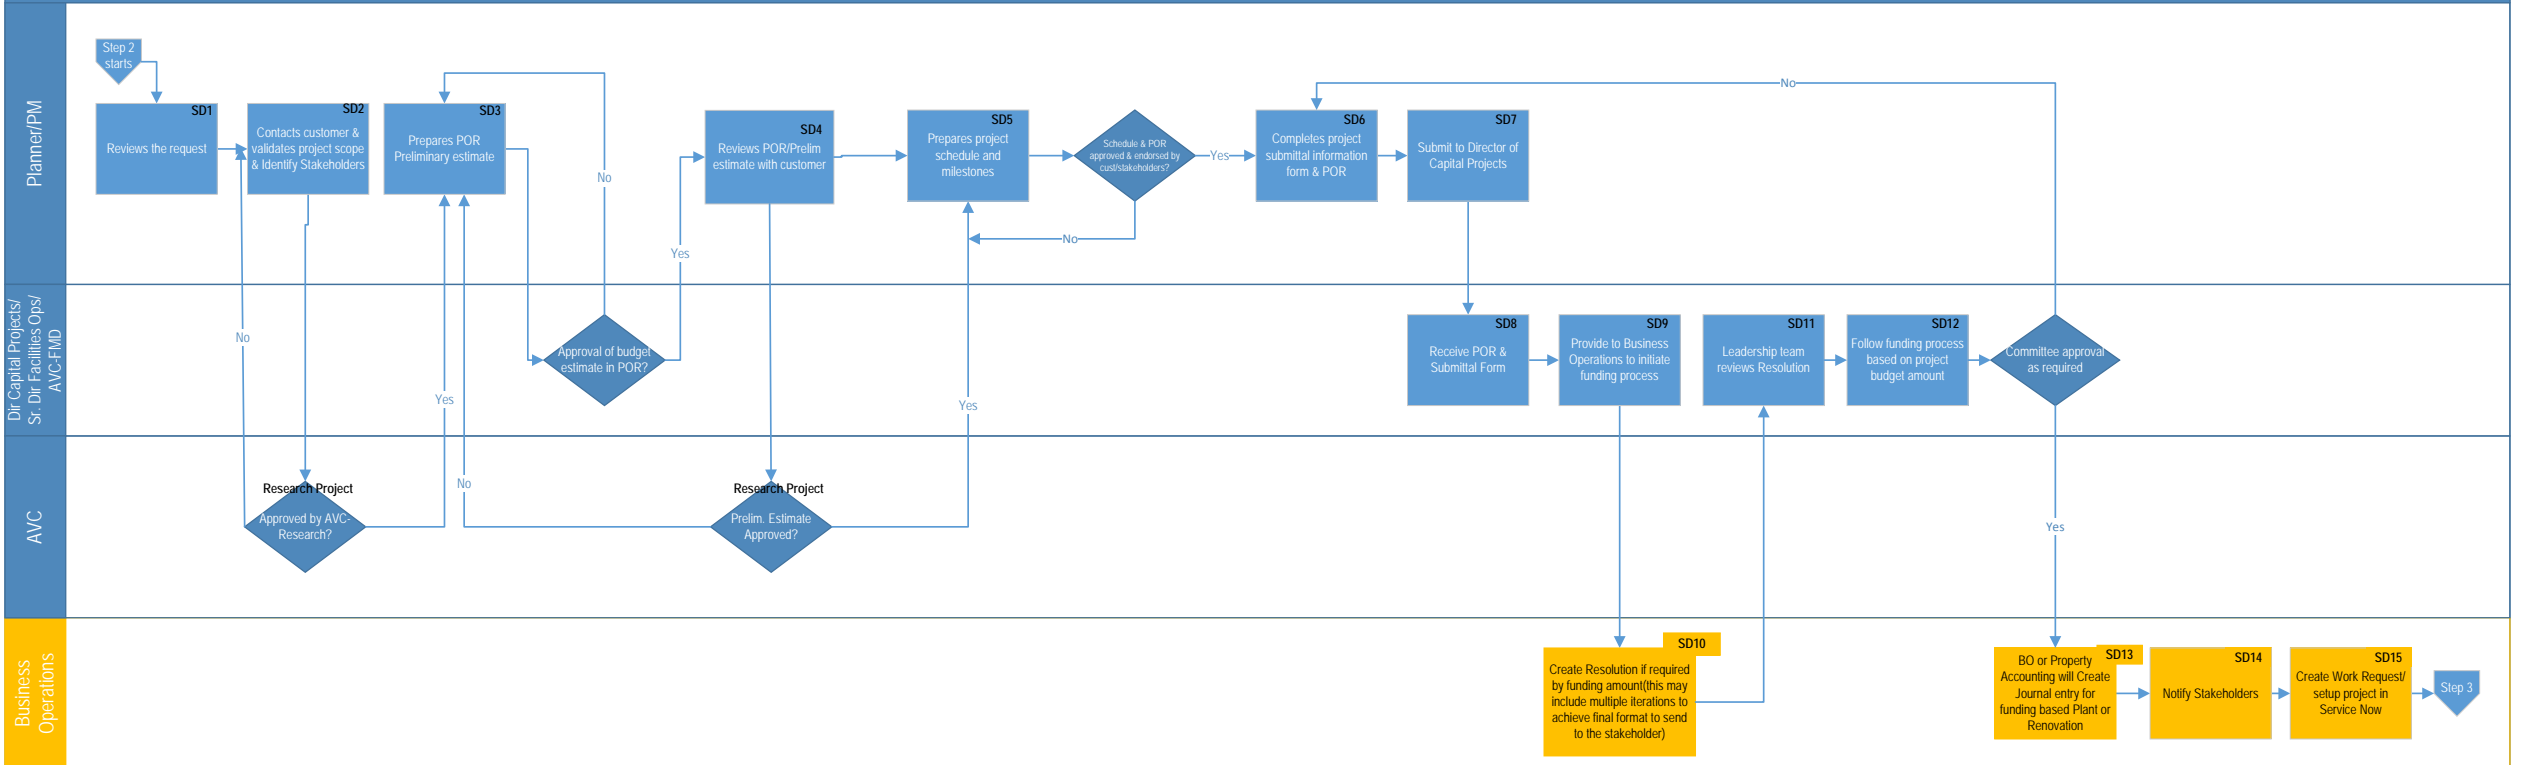 Planner/PM
Step 2
starts
SD1
Reviews the request
SD2
Contacts customer &
validates project scope
& Identify Stakeholders
SD3
Prepares POR
Preliminary estimate
No
Yes
SD4
Reviews POR/Prelim
estimate with customer
SD5
Prepares project
schedule and
milestones
Schedule & POR
approved & endorsed by
cust/stakeholders?
Yes
No
SD6
Completes project
submittal information
form & POR
SD7
Submit to Director of
Capital Projects
No
Dir Capital Projects/
Sr. Dir Facilities Ops/
AVC-FMD
No
Yes
Approval of budget
estimate in POR?
Yes
SD8
Receive POR &
Submittal Form
SD9
Provide to Business
Operations to initiate
funding process
SD11
Leadership team
reviews Resolution
SD12
Follow funding process
based on project
budget amount
Committee approval
as required
AVC
Research Project
Approved by AVC-
Research?
No
Research Project
Prelim. Estimate
Approved?
Yes
Business
Operations
SD10
Create Resolution if required
by funding amount(this may
include multiple iterations to
achieve final format to send
to the stakeholder)
SD13
BO or Property
Accounting will Create
Journal entry for
funding based Plant or
Renovation
SD14
Notify Stakeholders
SD15
Create Work Request/
setup project in
Service Now
Step 3